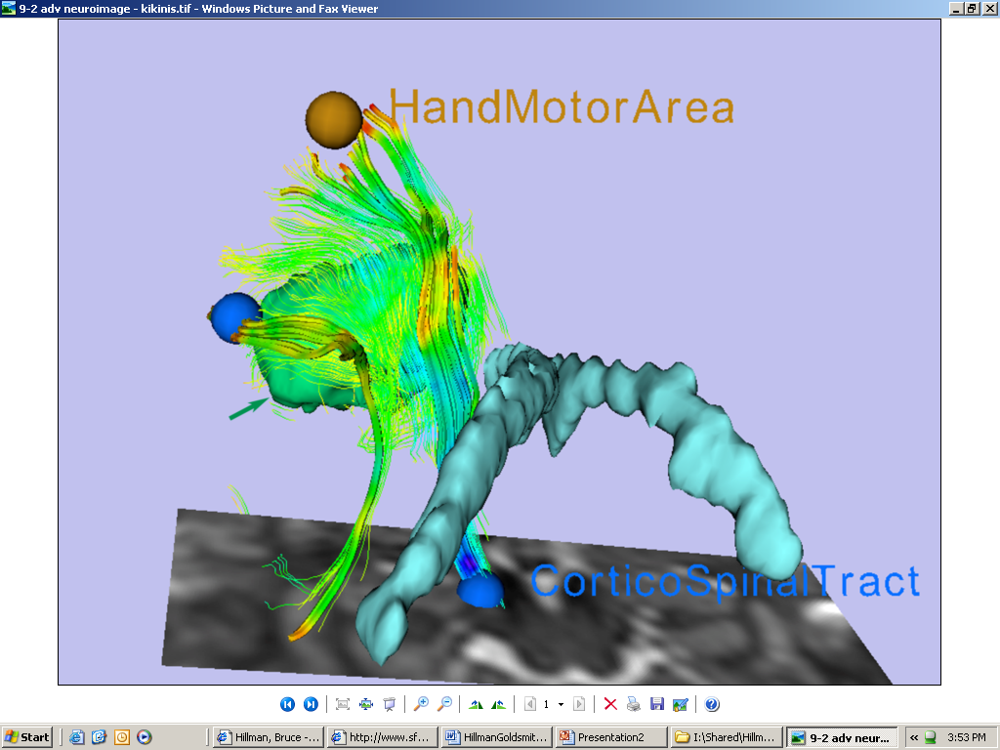 9-2 adv neuroimage - kikinis.tif - Windows Picture and Fax Viewer
HandMotorArea
CorticoSpinalTract
1
Start
Hillman, Bruce -...
http://www.sf...
HillmanGoldsmit...
Presentation2
I:\Shared\Hillm...
9-2 adv neur...
3:53 PM